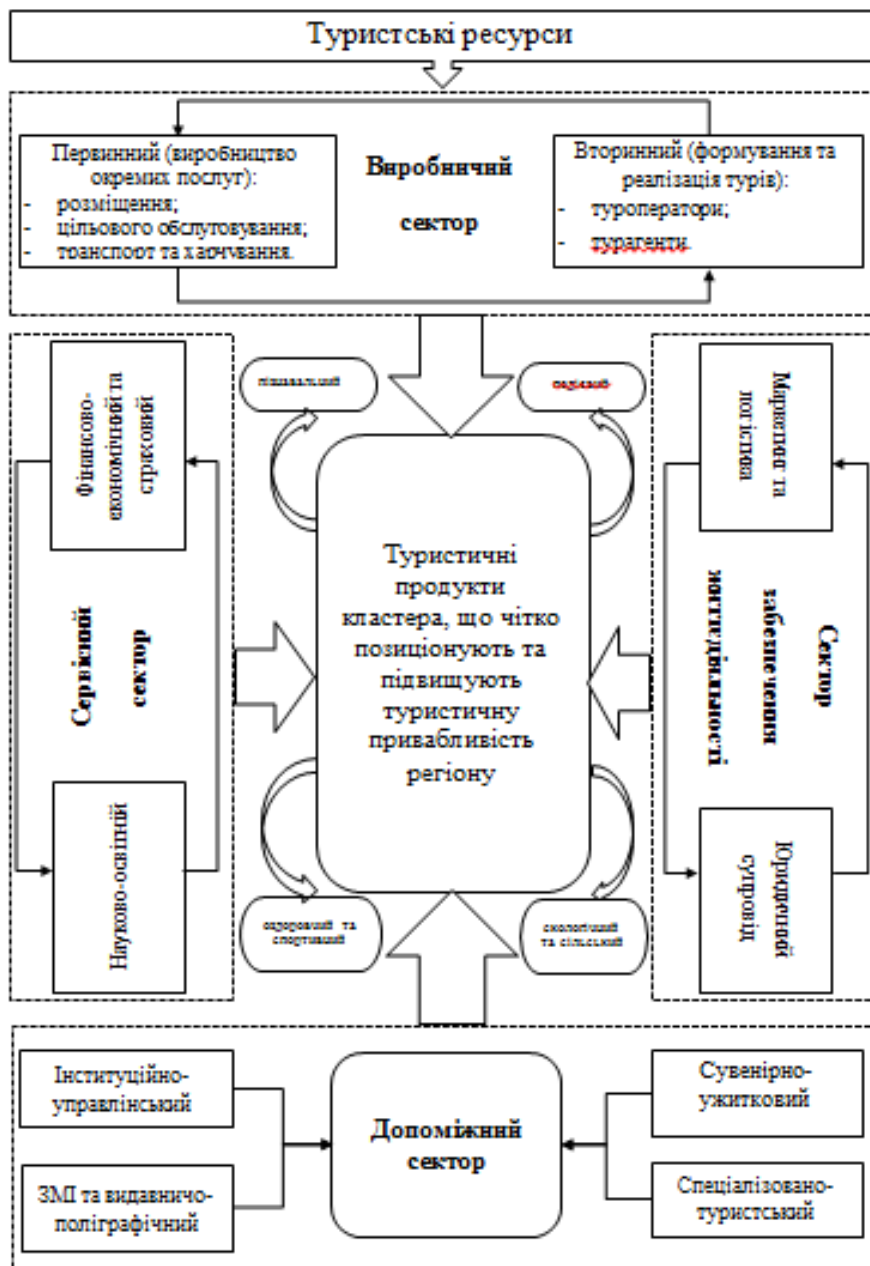 Туристські ресурси
Первинний (виробництво
окремих послуг):
- розміщення;
- цільового обслуговування;
- транспорт та харчування.
Виробничий
сектор
Вторинний (формування та
реалізація турів):
- туроператори;
- турагенти.
Фінансово-
економічний та
страховий
Сервісний
сектор
Науково-освітній
пізнавальний
подієвий
Туристичні
продукти
кластера, що чітко
позиціонують та
підвищують
туристичну
привабливість
регіону
оздоровчий та
спортивний
екологічний
та сільський
Маркетинг та
логістика
Сектор
забезпечення
життєдіяльності
Юридичний
супровід
Інституційно-
управлінський
ЗМІ та видавничо-
поліграфічний
Допоміжний
сектор
Сувенірно-
ужитковий
Спеціалізовано-
туристський